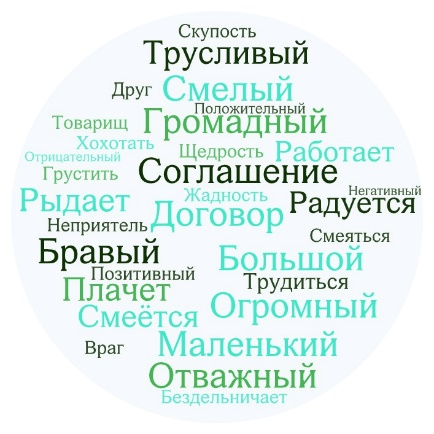 Скупость
Трусливый
Друг Смелый
Положительный
Товарищ Громадный
Хохотать Щедрость Работает
Отрицательный
Грустить Соглашение
Рыдает Жадность Негативный
Договор Радуется
Неприятель Смеяться
Бравый Большой
Позитивный Трудиться
Плачет Огромный
Смеётся
Враг Маленький
Отважный
Бездельничает